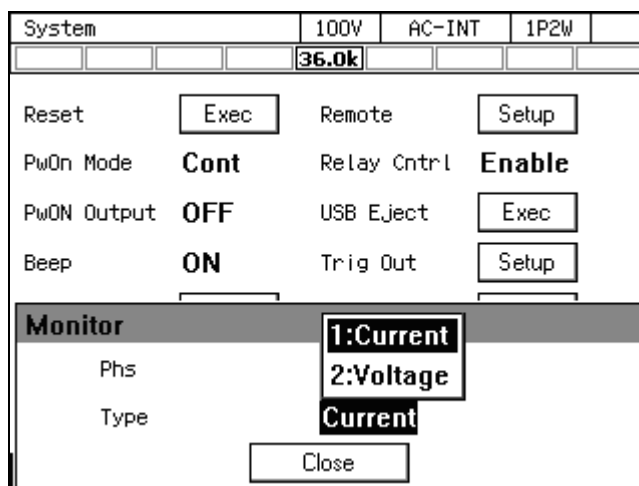 System 100V AC-INT 1P2W
36.0k
Reset Exec Remote Setup
PwOn Mode Cont Relay Cntrl Enable
PwON Output OFF USB Eject Exec
Beep ON Trig Out Setup
Monitor
1:Current
Phs 2:Voltage
Type Current
Close